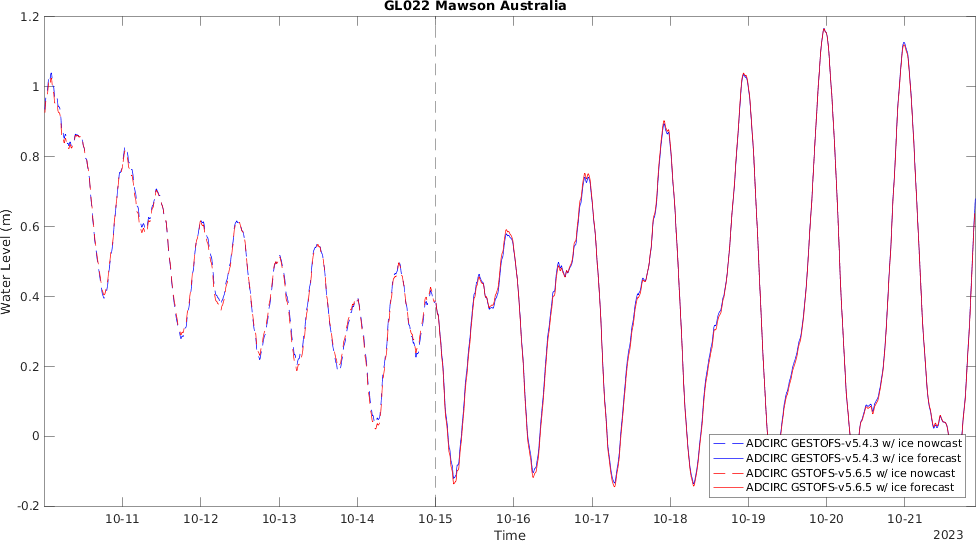 GL022 Mawson Australia
1.2
1
0.8
0.6
0.4
0.2
0
-0.2
Water Level (m)
10-11 10-12 10-13 10-14 10-15 10-16 10-17 10-18 10-19 10-20 10-21
Time
2023
ADCIRC GESTOFS-v5.4.3 w/ ice nowcast
ADCIRC GESTOFS-v5.4.3 w/ ice forecast
ADCIRC GSTOFS-v5.6.5 w/ ice nowcast
ADCIRC GSTOFS-v5.6.5 w/ ice forecast